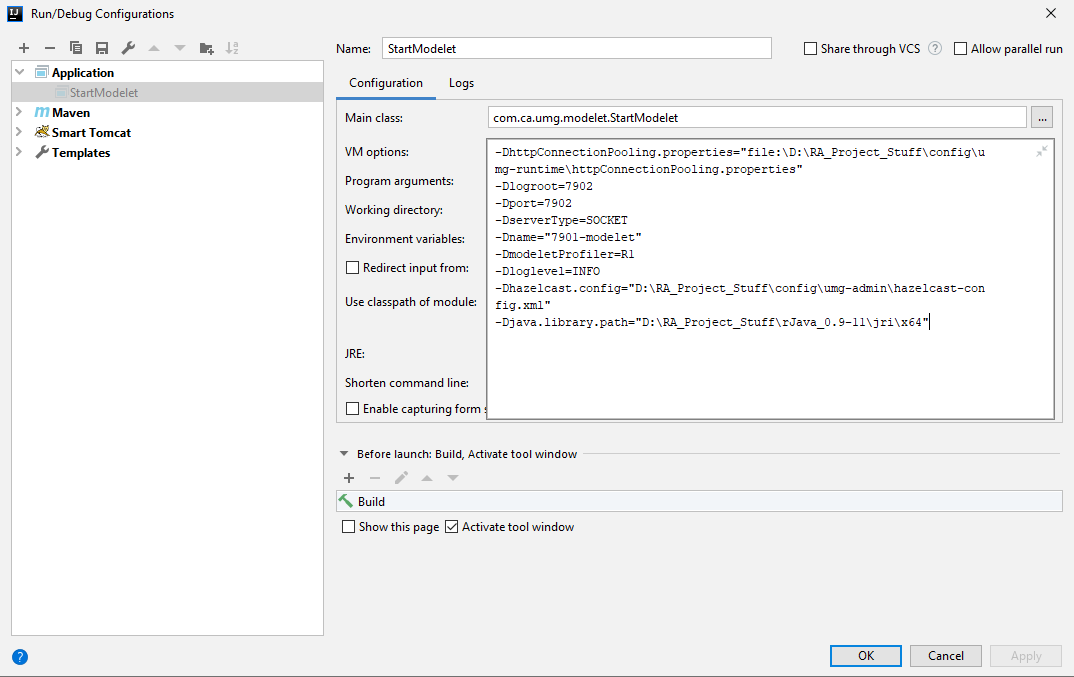 Run/Debug Configurations
Name: StartModelet
Share through VCS ? Allow parallel run
Application
StartModelet
Maven
Smart Tomcat
Templates
Configuration Logs
Main class: com.ca.umg.modelet.StartModelet ...
VM options:
Program arguments:
Working directory:
Environment variables:
Redirect input from:
Use classpath of module:
JRE:
Shorten command line:
Enable capturing form
-DhttpConnectionPooling.properties="file:\D:\RA_Project_Stuff\config\u
mg-runtime\httpConnectionPooling.properties"
-Dlogroot=7902
-Dport=7902
-DserverType=SOCKET
-Dname="7901-modelet"
-DmodeletProfiler=R1
-Dloglevel=INFO
-Dhazelcast.config="D:\RA_Project_Stuff\config\umg-admin\hazelcast-con
fig.xml"
-Djava.library.path="D:\RA_Project_Stuff\rJava_0.9-11\jri\x64"
Before launch: Build, Activate tool window
Build
Show this page Activate tool window
? OK Cancel Apply